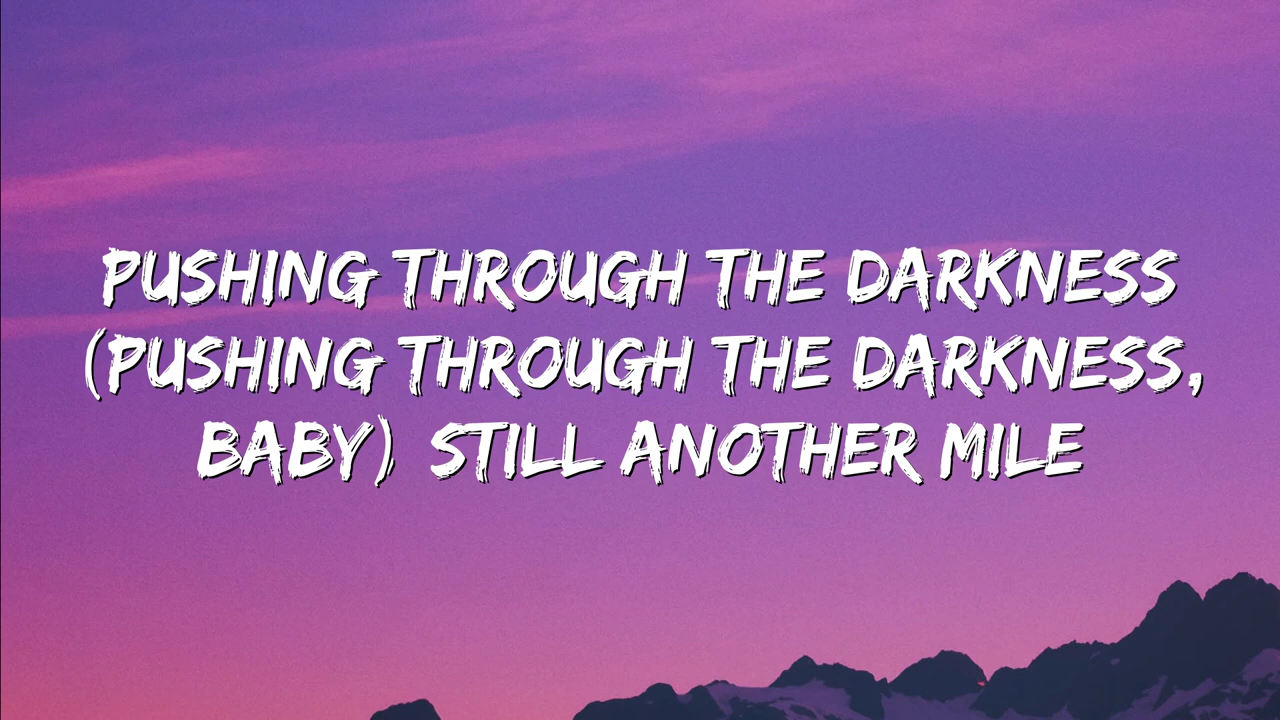 PUSHING THROUGH THE DARKNESS
(PUSHING THROUGH THE DARKNESS,
BABY) STILL ANOTHER MILE